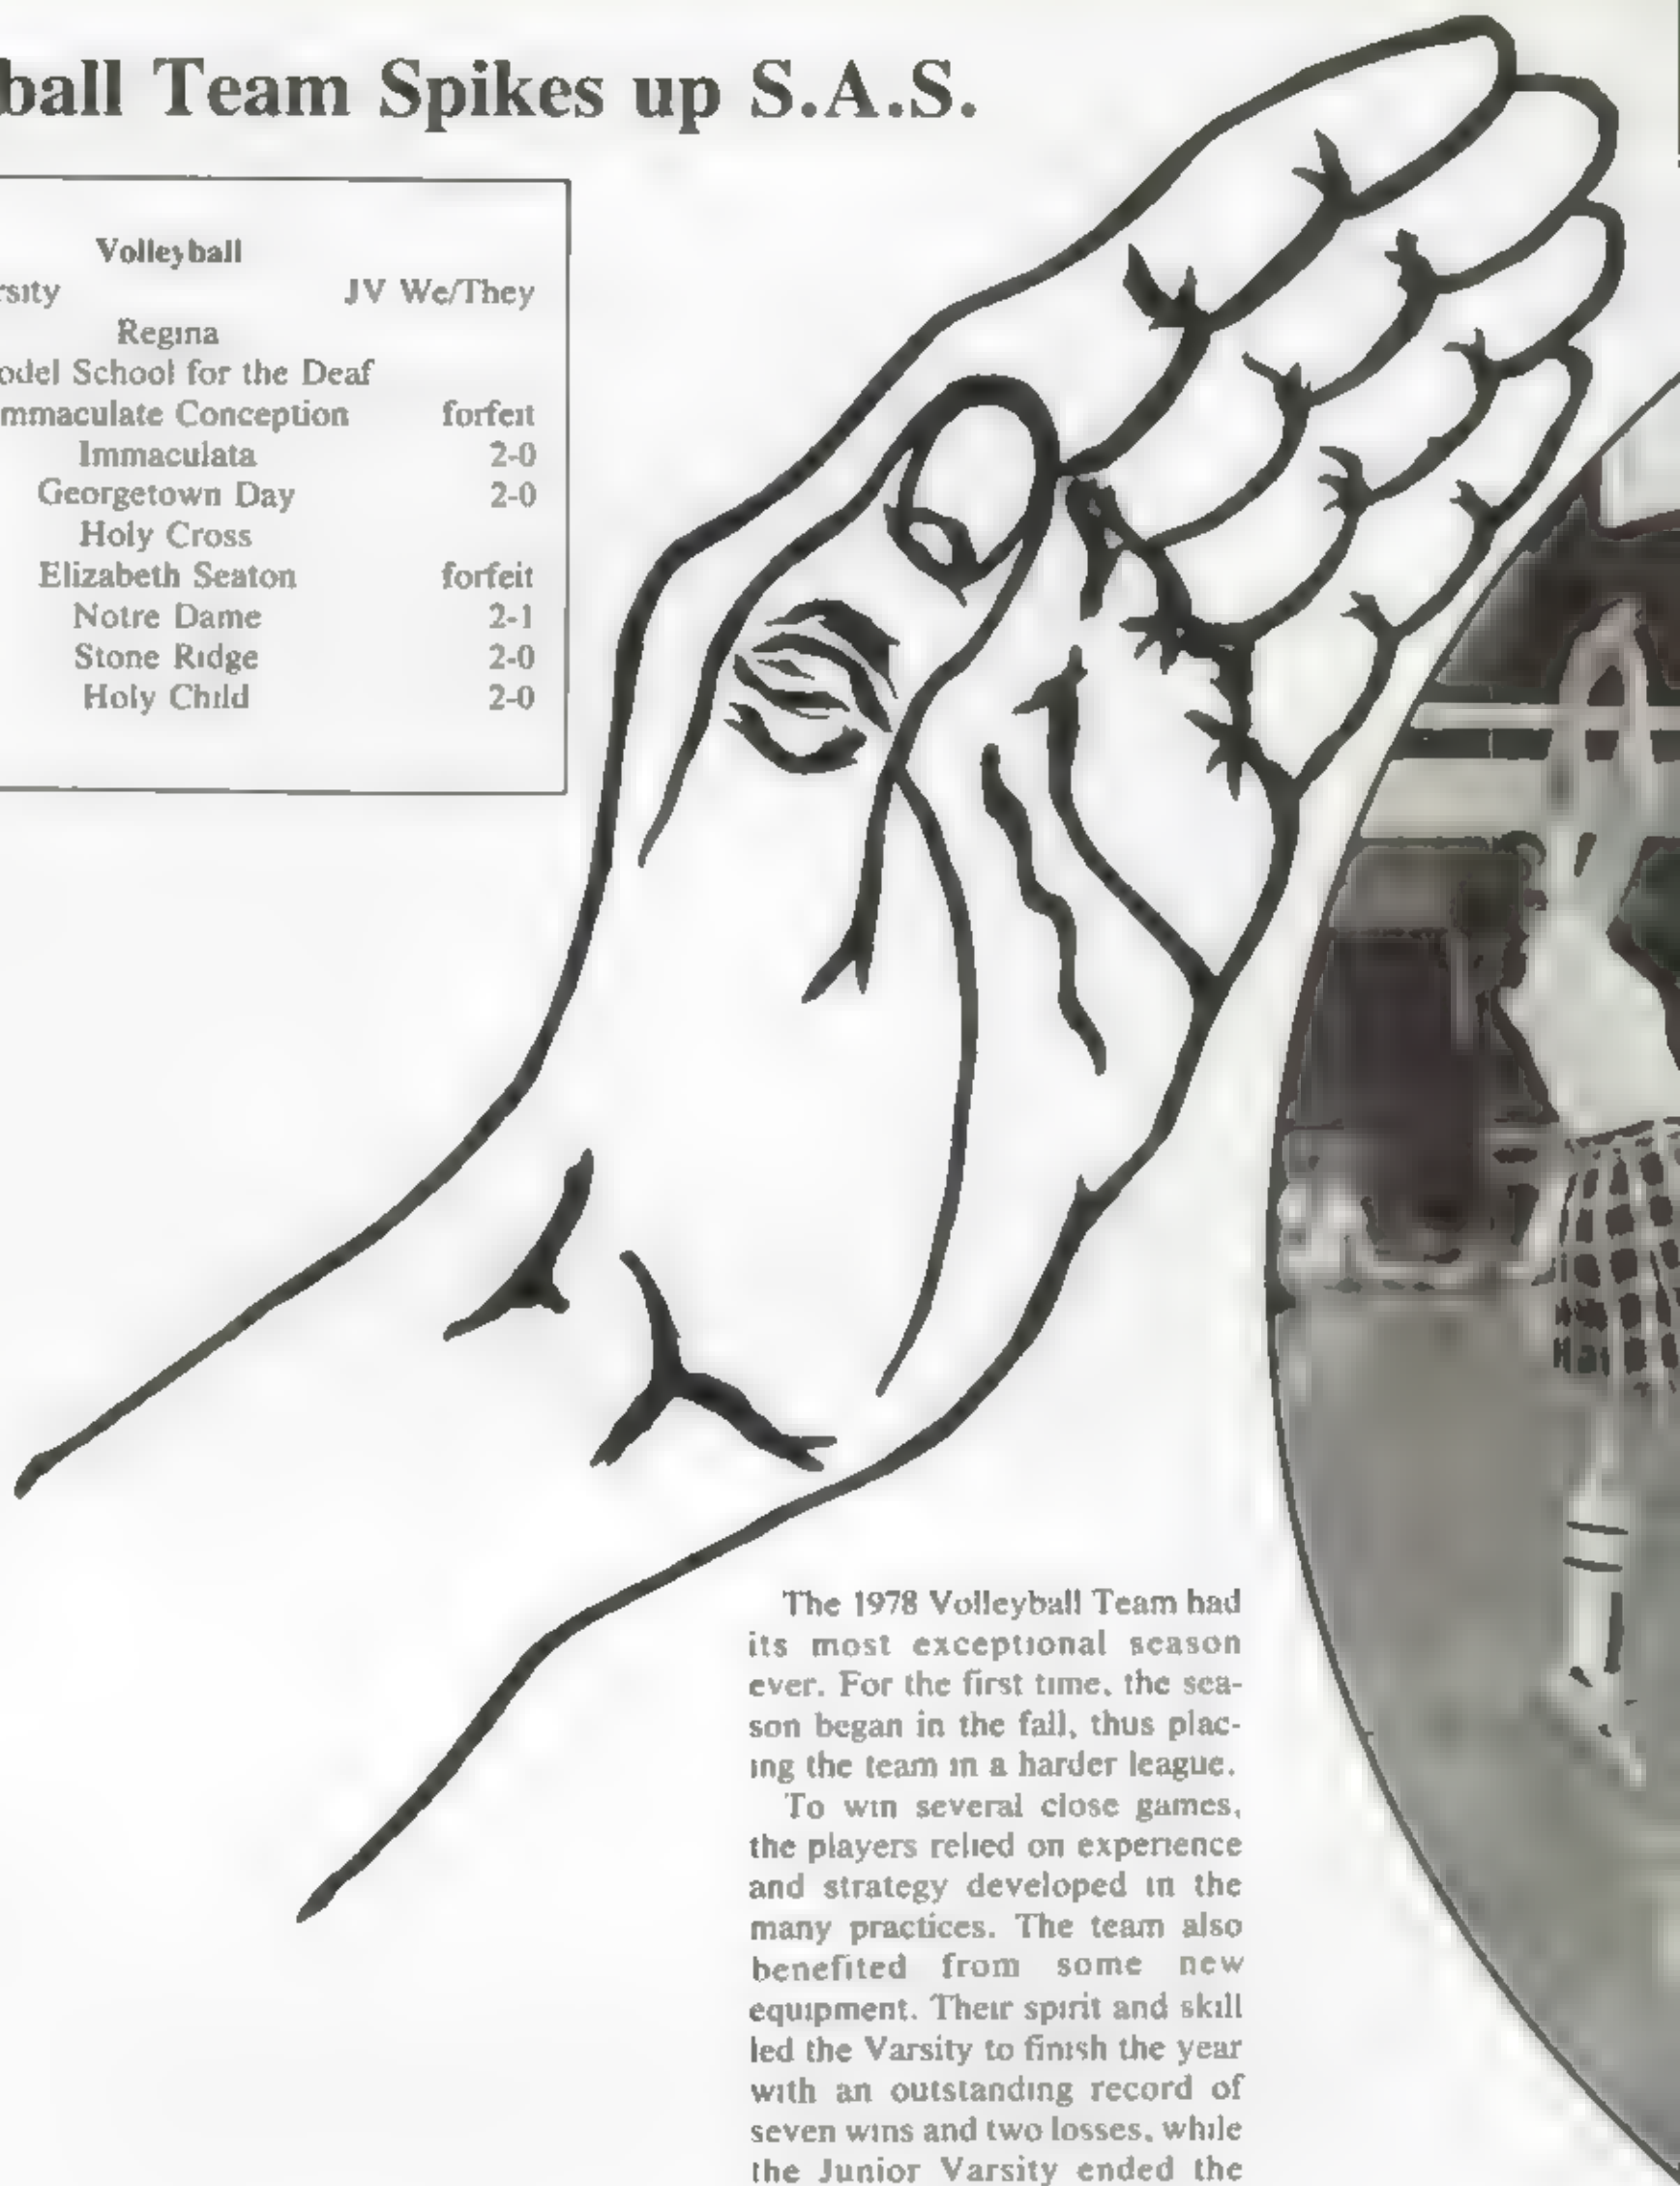 ball Team Spikes up S.A.S.
Volleyball
rsity JV We/They
Regina
odel School for the Deaf
mmaculate Conception forfeit
Immaculata 2-0
Georgetown Day 2-0
Holy Cross
Elizabeth Seaton forfeit
Notre Dame 2-1
Stone Ridge 2-0
Holy Child 2-0
The 1978 Volleyball Team had
its most exceptional season
ever. For the first time, the sea-
son began in the fall, thus plac-
ing the team in a harder league.
To win several close games,
the players relied on experience
and strategy developed in the
many practices. The team also
benefited from some new
equipment. Their spirit and skill
led the Varsity to finish the year
with an outstanding record of
seven wins and two losses, while
the Junior Varsity ended the